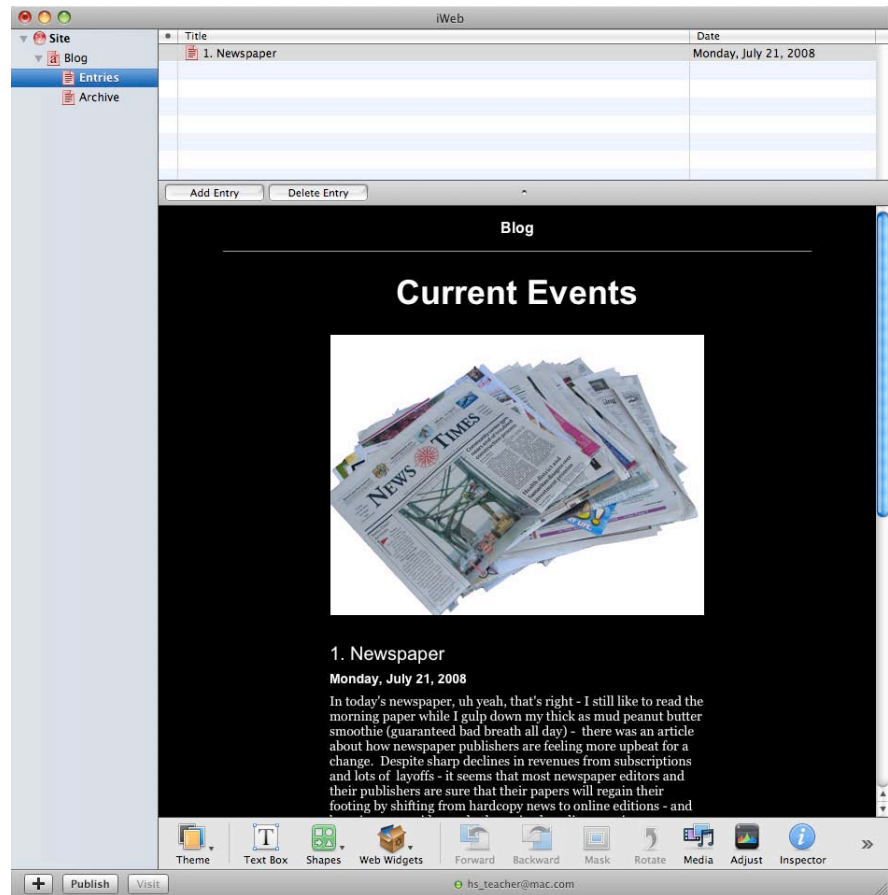 iWeb
Site
Blog
Entries
Archive
Title Date
1. Newspaper Monday, July 21, 2008
Add Entry Delete Entry
Blog
Current Events
NEWS TIMES
1. Newspaper
Monday, July 21, 2008
In today's newspaper, uh yeah, that's right - I still like to read the
morning paper while I gulp down my thick as mud peanut butter
smoothie (guaranteed bad breath all day) - there was an article
about how newspaper publishers are feeling more upbeat for a
change. Despite sharp declines in revenues from subscriptions
and lots of layoffs - it seems that most newspaper editors and
their publishers are sure that their papers will regain their
footing by shifting from hardcopy news to online editions - and
Theme Text Box Shapes Web Widgets Forward Backward Mask Rotate Media Adjust Inspector
Publish Visit hs_teacher@mac.com